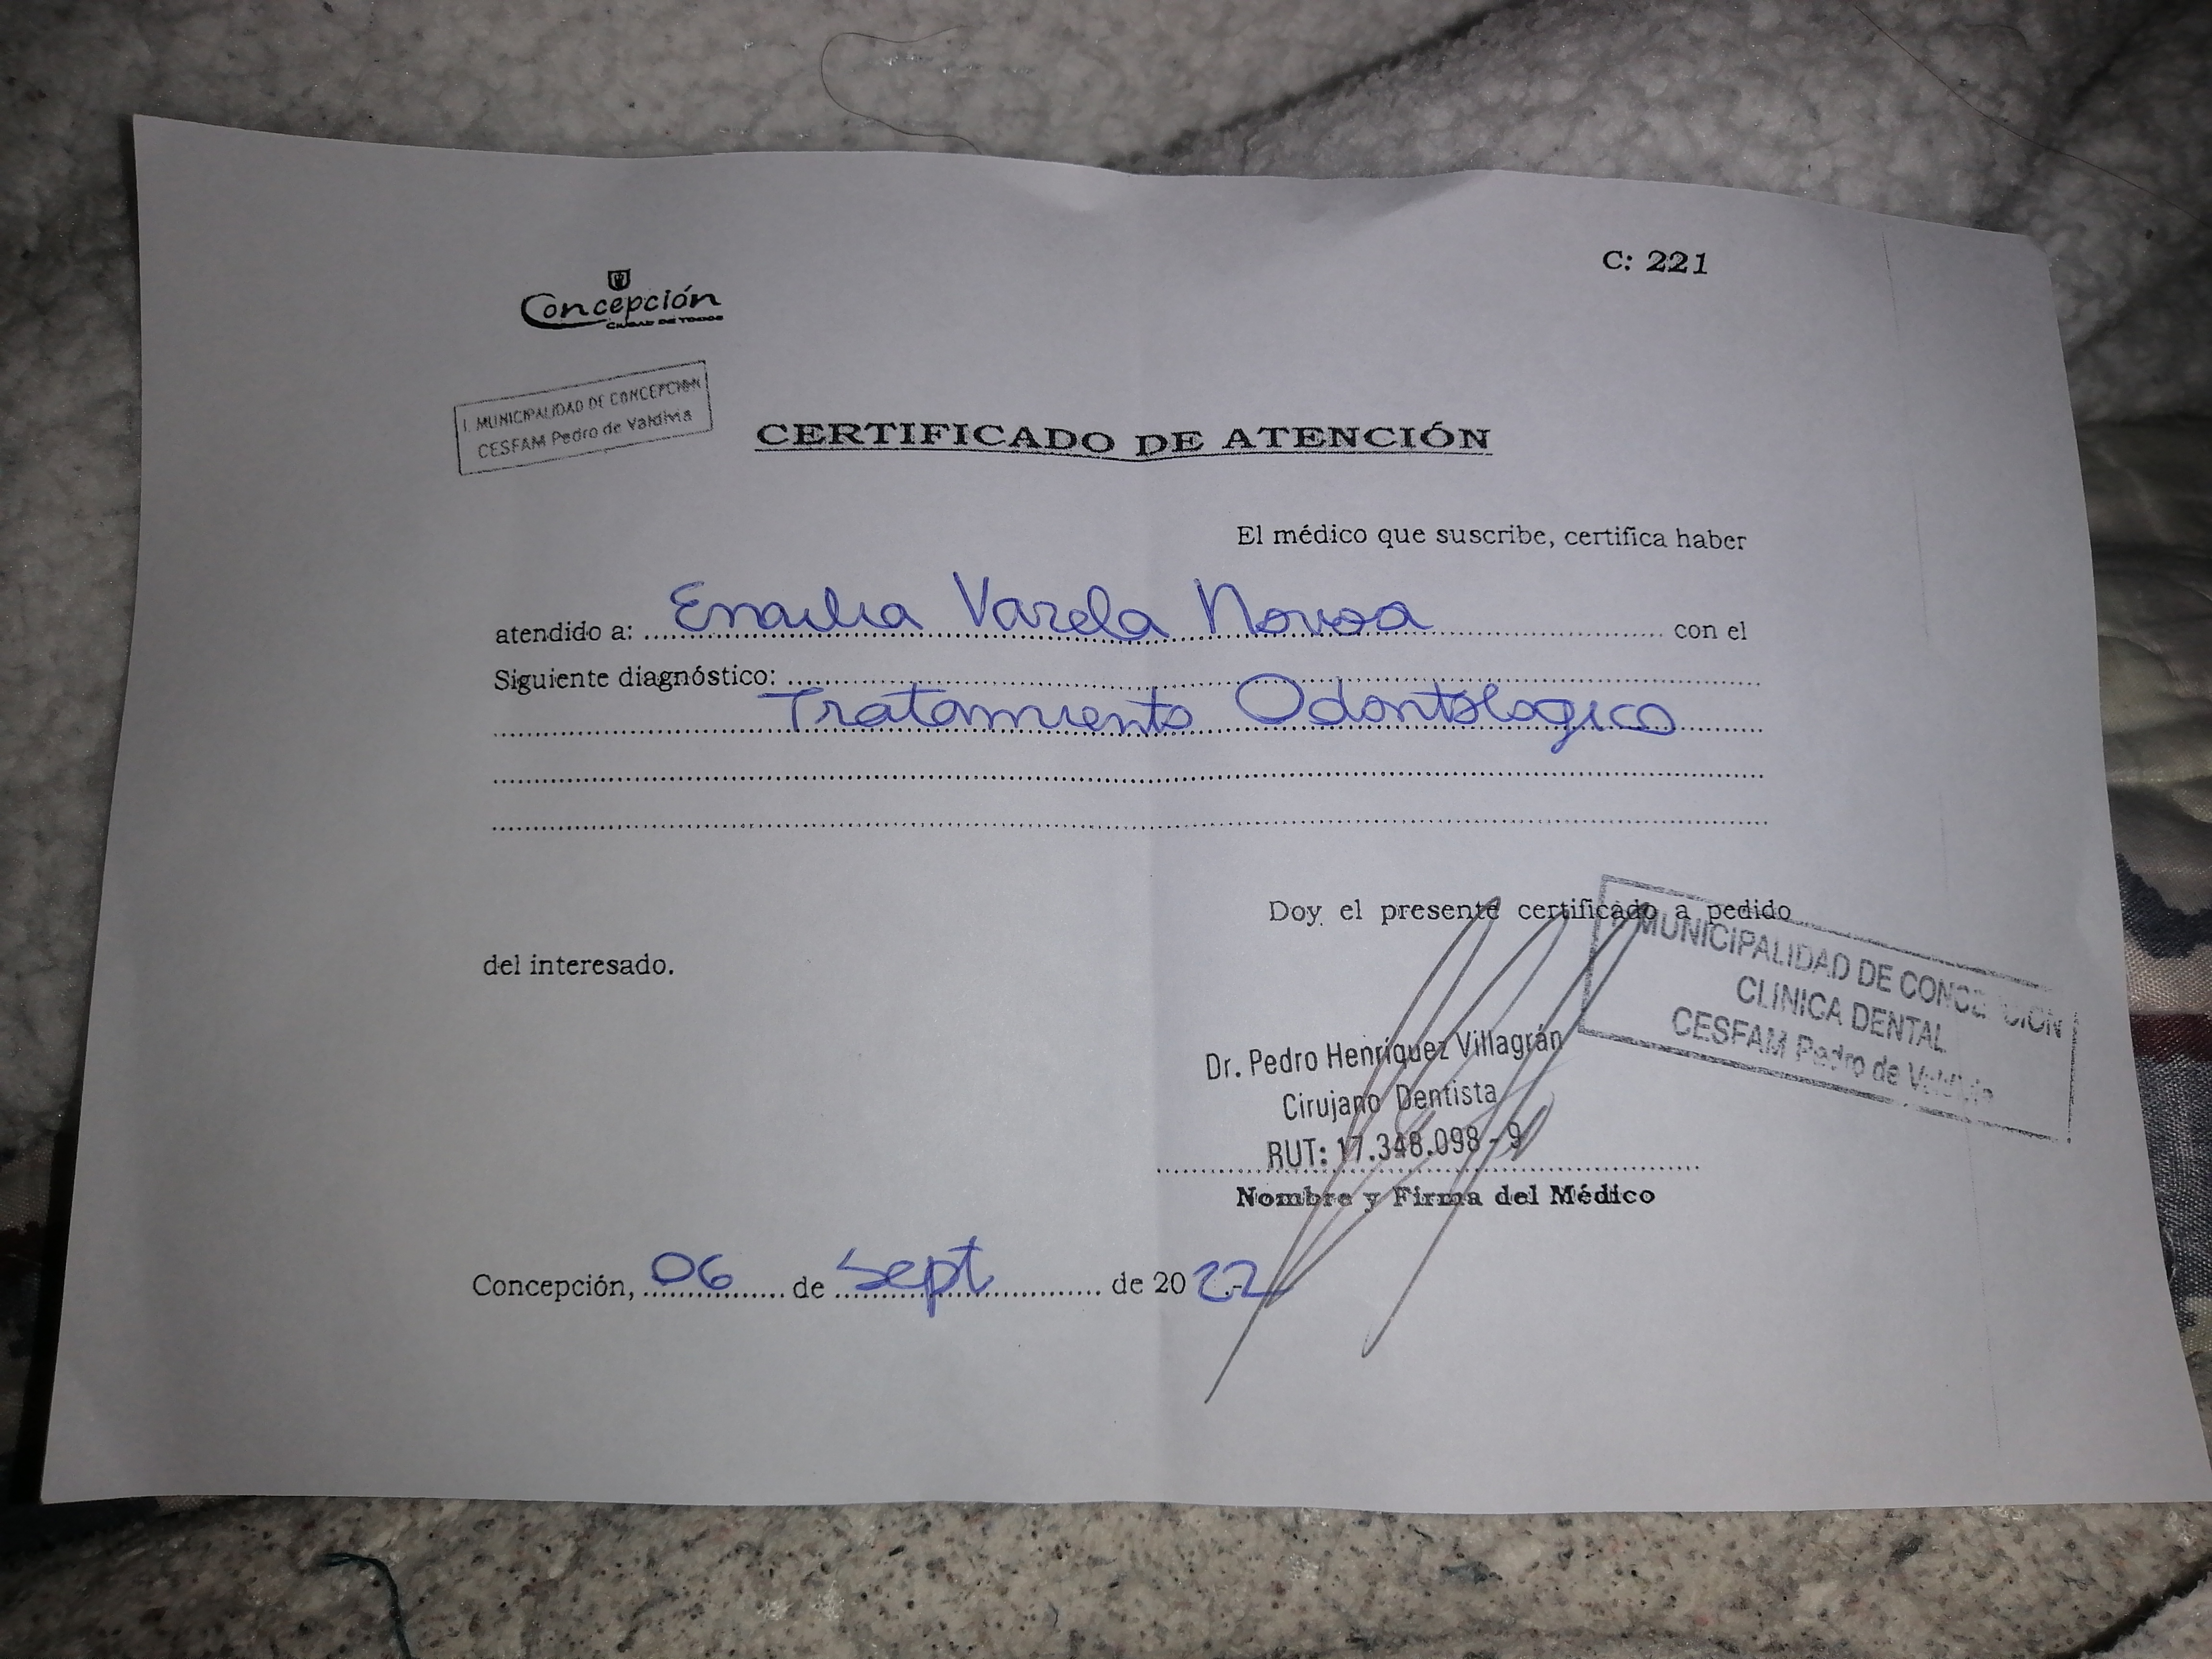 C: 221
Concepción
CIUDAD DE TODOS
I. MUNICIPALIDAD DE CONCEPCION
CESFAM Pedro de Valdivia
CERTIFICADO DE ATENCIÓN
El médico que suscribe, certifica haber
atendido a: Emilia Varela Novoa con el
Siguiente diagnóstico:
Tratamiento Odontologico
Doy el presente certificado a pedido
del interesado.
MUNICIPALIDAD DE CONCEPCION
CLINICA DENTAL
CESFAM Pedro de Valdivia
Dr. Pedro Henríquez Villagrán
Cirujano Dentista
RUT: 17.348.098-9
Nombre y Firma del Médico
Concepción, 06 de Sept de 2022